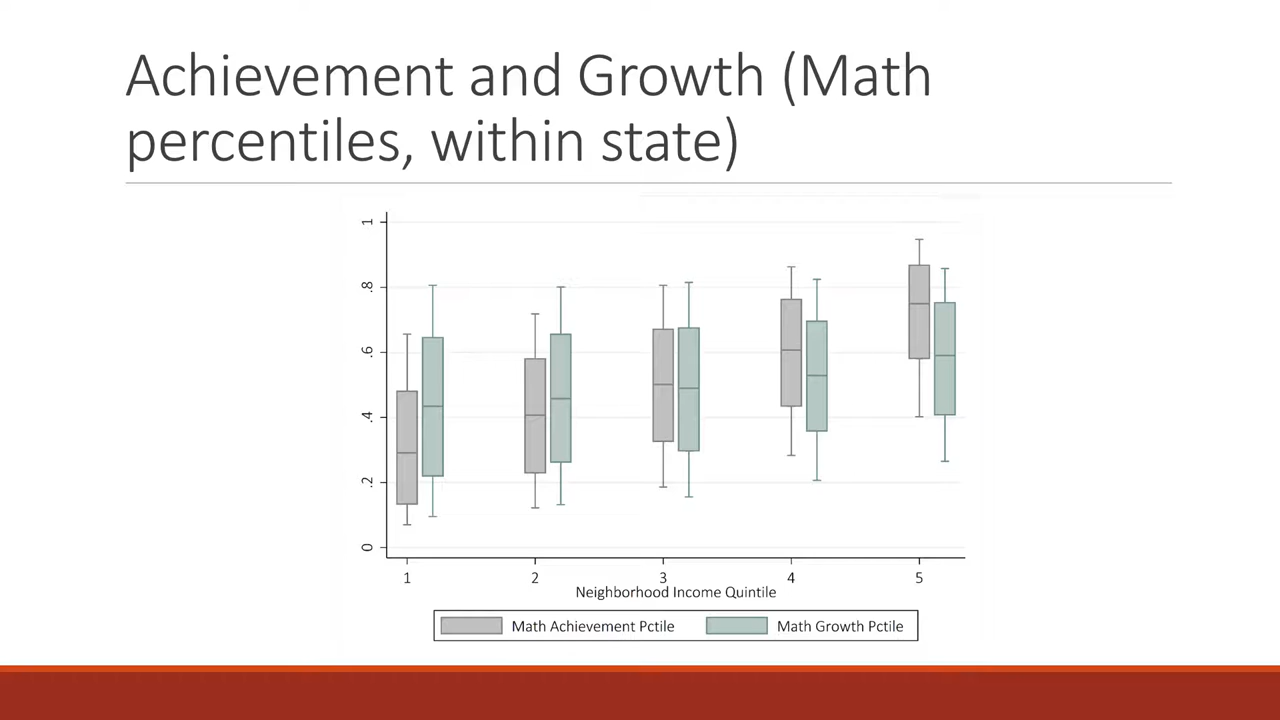 Achievement and Growth (Math
percentiles, within state)
1
.8
.6
.4
.2
0
1 2 3 4 5
Neighborhood Income Quintile
Math Achievement Pctile Math Growth Pctile